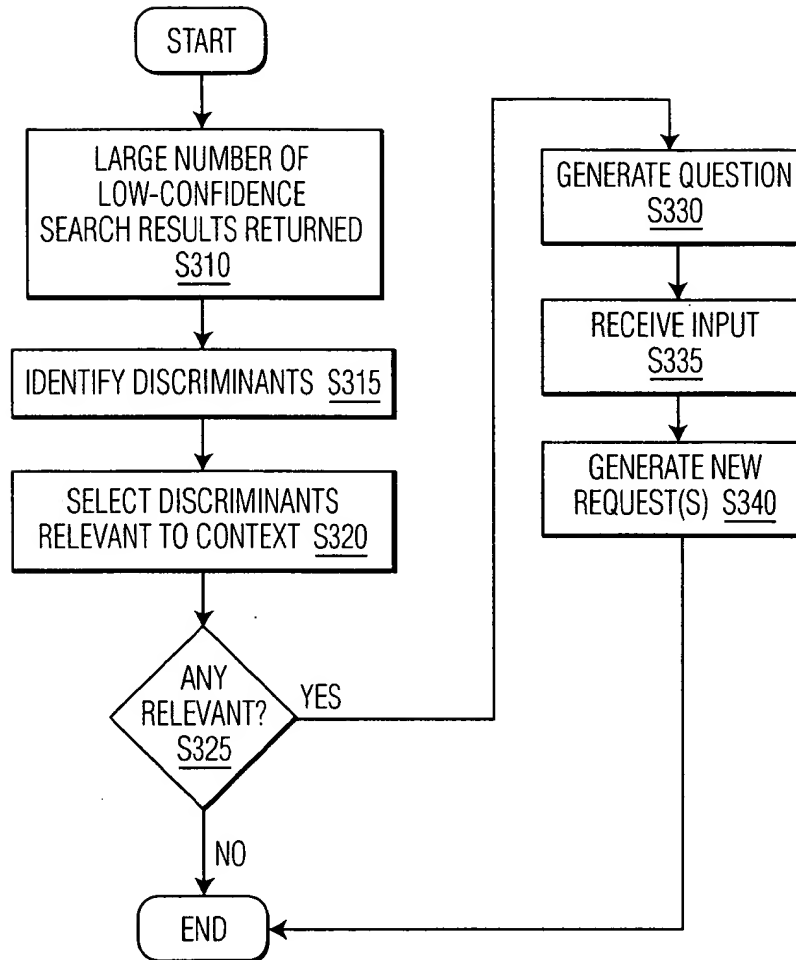 START
LARGE NUMBER OF
LOW-CONFIDENCE
SEARCH RESULTS RETURNED
S310
IDENTIFY DISCRIMINANTS S315
SELECT DISCRIMINANTS
RELEVANT TO CONTEXT S320
ANY
RELEVANT?
S325
YES
NO
END
GENERATE QUESTION
S330
RECEIVE INPUT
S335
GENERATE NEW
REQUEST(S) S340